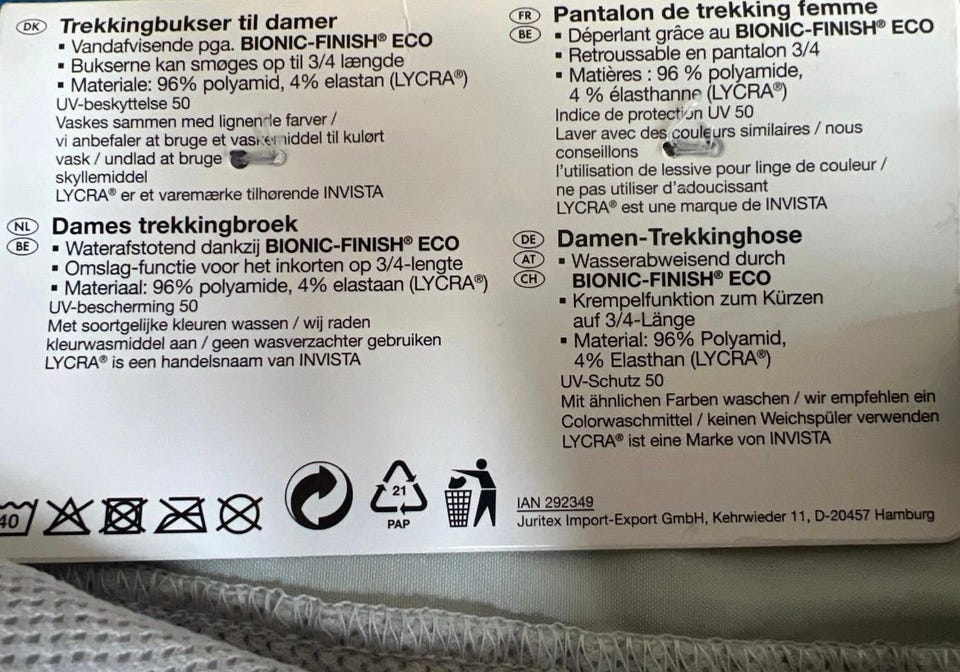 DK Trekkingbukser til damer
▪ Vandafvisende pga. BIONIC-FINISH® ECO
▪ Bukserne kan smøges op til 3/4 længde
▪ Materiale: 96% polyamid, 4% elastan (LYCRA®)
UV-beskyttelse 50
Vaskes sammen med lignende farver /
vi anbefaler at bruge et vaskemiddel til kulørt
vask / undlad at bruge
skyllemiddel
LYCRA® er et varemærke tilhørende INVISTA
NL BE Dames trekkingbroek
▪ Waterafstotend dankzij BIONIC-FINISH® ECO
▪ Omslag-functie voor het inkorten op 3/4-lengte
▪ Materiaal: 96% polyamide, 4% elastaan (LYCRA®)
UV-bescherming 50
Met soortgelijke kleuren wassen / wij raden
kleurwasmiddel aan / geen wasverzachter gebruiken
LYCRA® is een handelsnaam van INVISTA
FR BE Pantalon de trekking femme
▪ Déperlant grâce au BIONIC-FINISH® ECO
▪ Retroussable en pantalon 3/4
▪ Matières : 96 % polyamide,
4 % élasthanne (LYCRA®)
Indice de protection UV 50
Laver avec des couleurs similaires / nous
conseillons
l'utilisation de lessive pour linge de couleur /
ne pas utiliser d'adoucissant
LYCRA® est une marque de INVISTA
DE AT CH Damen-Trekkinghose
▪ Wasserabweisend durch
BIONIC-FINISH® ECO
▪ Krempelfunktion zum Kürzen
auf 3/4-Länge
▪ Material: 96% Polyamid,
4% Elasthan (LYCRA®)
UV-Schutz 50
Mit ähnlichen Farben waschen / wir empfehlen ein
Colorwaschmittel / keinen Weichspüler verwenden
LYCRA® ist eine Marke von INVISTA
40
21
PAP
IAN 292349
Juritex Import-Export GmbH, Kehrwieder 11, D-20457 Hamburg